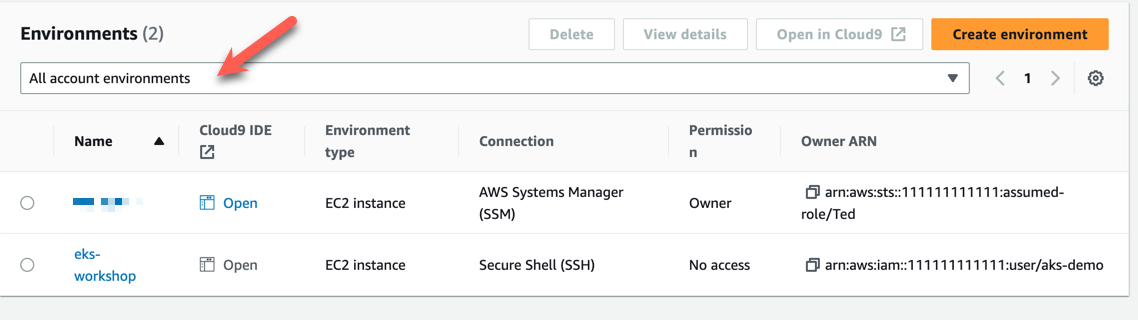 Environments (2)
Delete
View details
Open in Cloud9
Create environment
All account environments
1
Name
Cloud9 IDE
Environment
type
Connection
Permissio
n
Owner ARN
Open
EC2 instance
AWS Systems Manager
(SSM)
Owner
arn:aws:sts::111111111111:assumed-
role/Ted
eks-
workshop
Open
EC2 instance
Secure Shell (SSH)
No access
arn:aws:iam::111111111111:user/aks-demo